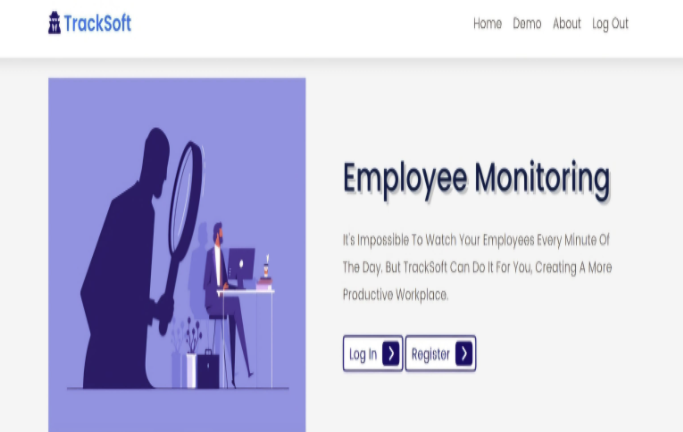 TrackSoft
Home Demo About Log Out
Employee Monitoring
It's Impossible To Watch Your Employees Every Minute Of
The Day. But TrackSoft Can Do It For You, Creating A More
Productive Workplace.
Log In
Register